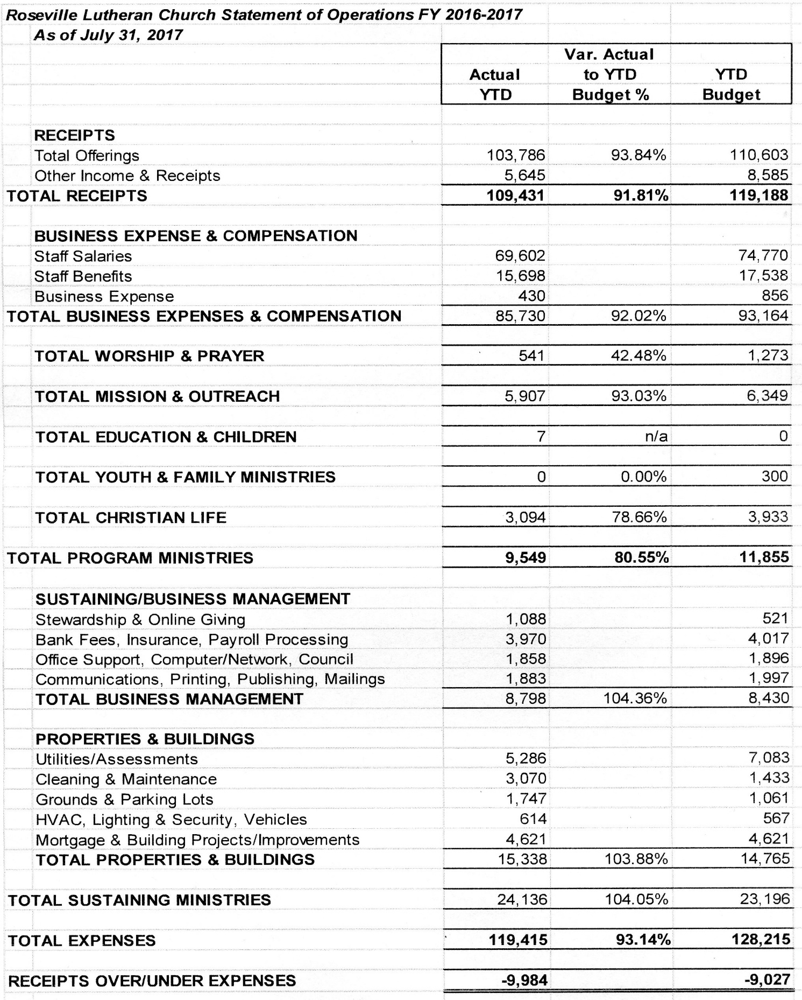 Roseville Lutheran Church Statement of Operations FY 2016-2017
As of July 31, 2017
Var. Actual
Actual to YTD YTD
YTD Budget % Budget
RECEIPTS
Total Offerings 103,786 93.84% 110,603
Other Income & Receipts 5,645 8,585
TOTAL RECEIPTS 109,431 91.81% 119,188
BUSINESS EXPENSE & COMPENSATION
Staff Salaries 69,602 74,770
Staff Benefits 15,698 17,538
Business Expense 430 856
TOTAL BUSINESS EXPENSES & COMPENSATION 85,730 92.02% 93,164
TOTAL WORSHIP & PRAYER 541 42.48% 1,273
TOTAL MISSION & OUTREACH 5,907 93.03% 6,349
TOTAL EDUCATION & CHILDREN 7 n/a 0
TOTAL YOUTH & FAMILY MINISTRIES 0 0.00% 300
TOTAL CHRISTIAN LIFE 3,094 78.66% 3,933
TOTAL PROGRAM MINISTRIES 9,549 80.55% 11,855
SUSTAINING/BUSINESS MANAGEMENT
Stewardship & Online Giving 1,088 521
Bank Fees, Insurance, Payroll Processing 3,970 4,017
Office Support, Computer/Network, Council 1,858 1,896
Communications, Printing, Publishing, Mailings 1,883 1,997
TOTAL BUSINESS MANAGEMENT 8,798 104.36% 8,430
PROPERTIES & BUILDINGS
Utilities/Assessments 5,286 7,083
Cleaning & Maintenance 3,070 1,433
Grounds & Parking Lots 1,747 1,061
HVAC, Lighting & Security, Vehicles 614 567
Mortgage & Building Projects/Improvements 4,621 4,621
TOTAL PROPERTIES & BUILDINGS 15,338 103.88% 14,765
TOTAL SUSTAINING MINISTRIES 24,136 104.05% 23,196
TOTAL EXPENSES 119,415 93.14% 128,215
RECEIPTS OVER/UNDER EXPENSES -9,984 -9,027